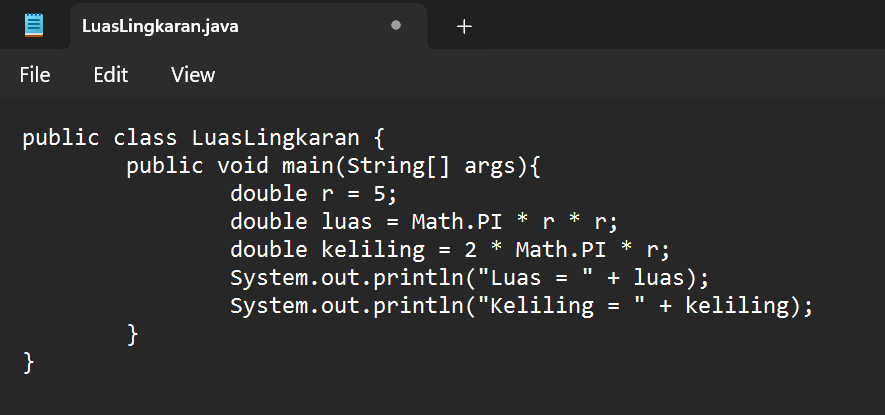 LuasLingkaran.java
File Edit View
public class LuasLingkaran {
public void main(String[] args){
double r = 5;
double luas = Math.PI * r * r;
double keliling = 2 * Math.PI * r;
System.out.println("Luas = " + luas);
System.out.println("Keliling = " + keliling);
}
}